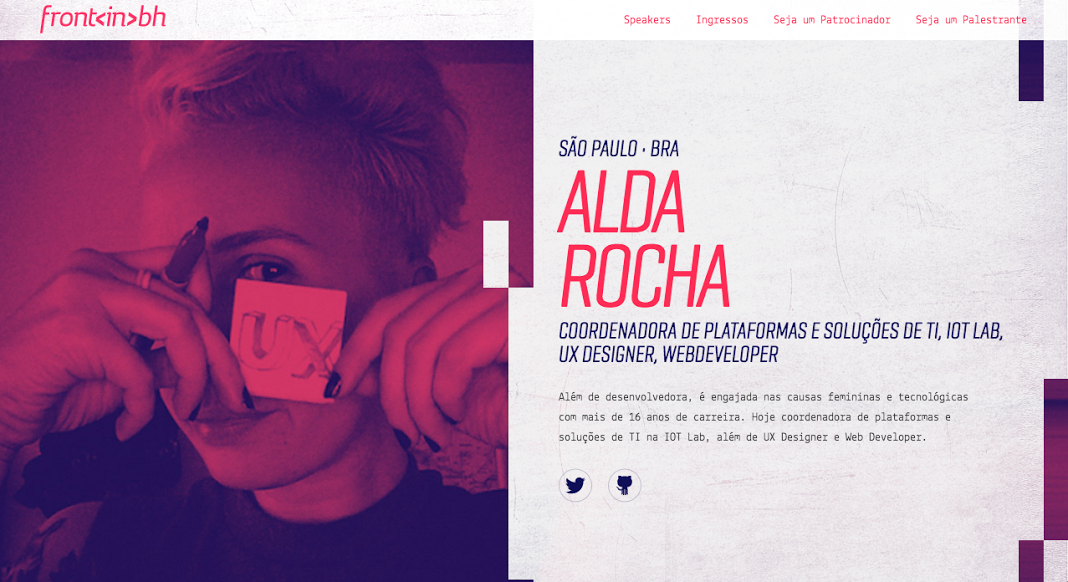 front<in>bh
Speakers Ingressos Seja um Patrocinador Seja um Palestrante
SÃO PAULO · BRA
ALDA
ROCHA
COORDENADORA DE PLATAFORMAS E SOLUÇÕES DE TI, IOT LAB,
UX DESIGNER, WEBDEVELOPER
Além de desenvolvedora, é engajada nas causas femininas e tecnológicas
com mais de 16 anos de carreira. Hoje coordenadora de plataformas e
soluções de TI na IOT Lab, além de UX Designer e Web Developer.
UX